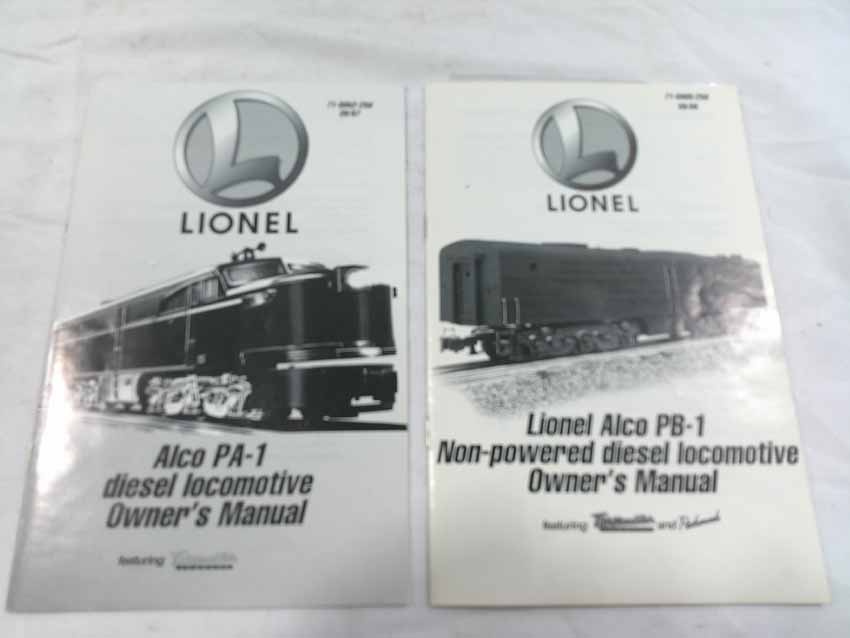 LIONEL
Alco PA-1
diesel locomotive
Owner's Manual
featuring
LIONEL
Lionel Alco PB-1
Non-powered diesel locomotive
Owner's Manual
featuring and